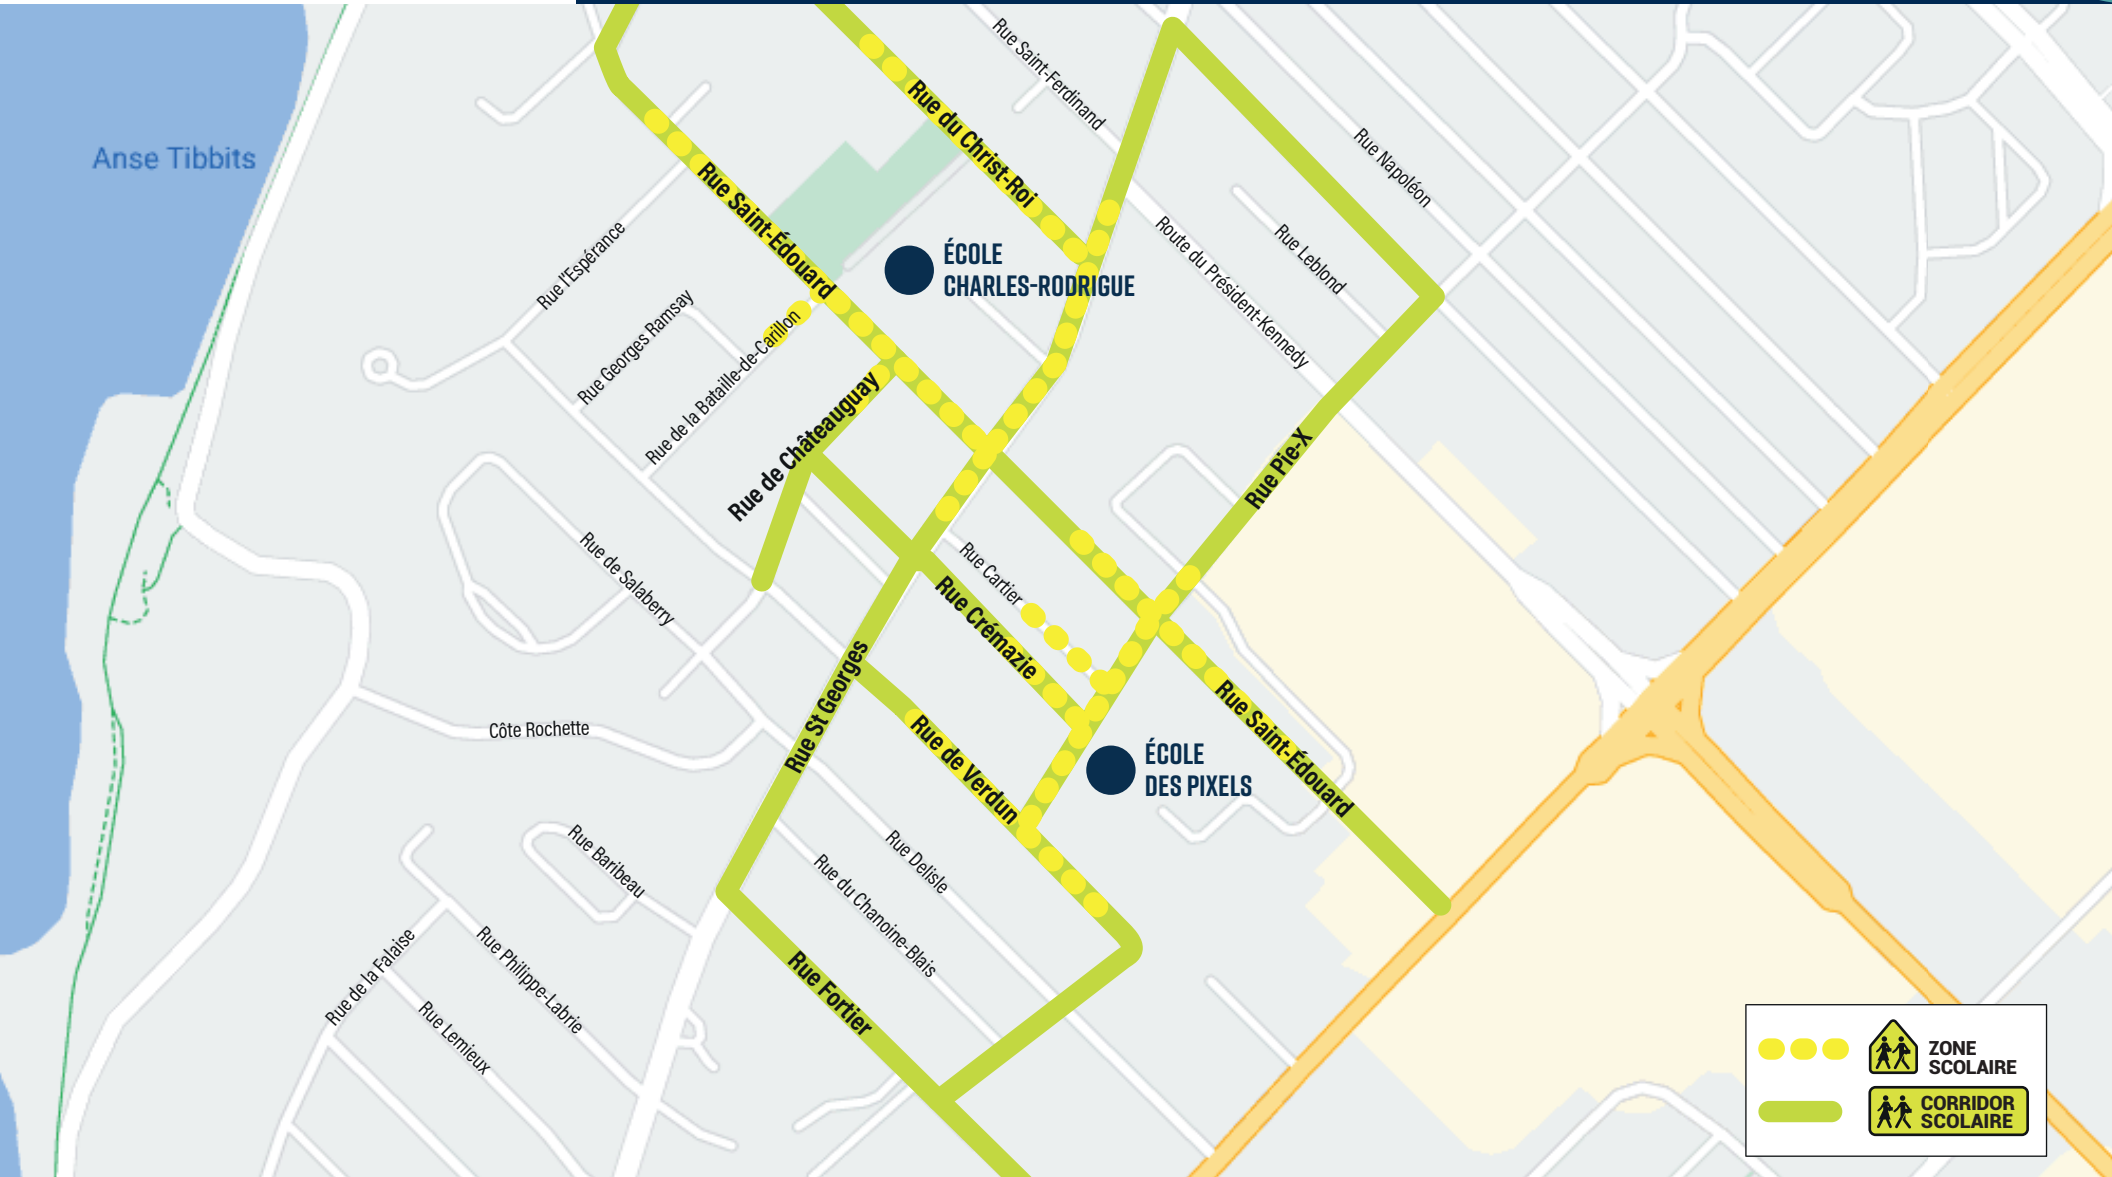 Rue Saint-Ferdinand
Rue du Christ-Roi
Rue Napoléon
Anse Tibbits
Rue Saint-Édouard
Route du Président-Kennedy
Rue Leblond
Rue l'Espérance
ÉCOLE
CHARLES-RODRIGUE
Rue Georges Ramsay
Rue de la Bataille-de-Carillon
Rue de Châteauguay
Rue Pie-X
Rue de Salaberry
Rue Cartier
Rue Crémazie
Rue St Georges
Côte Rochette
Rue de Verdun
Rue Saint-Édouard
ÉCOLE
DES PIXELS
Rue Baribeau
Rue Delisle
Rue du Chanoine-Blais
Rue de la Falaise
Rue Philippe-Labrie
Rue Lemieux
Rue Fortier
ZONE
SCOLAIRE
CORRIDOR
SCOLAIRE